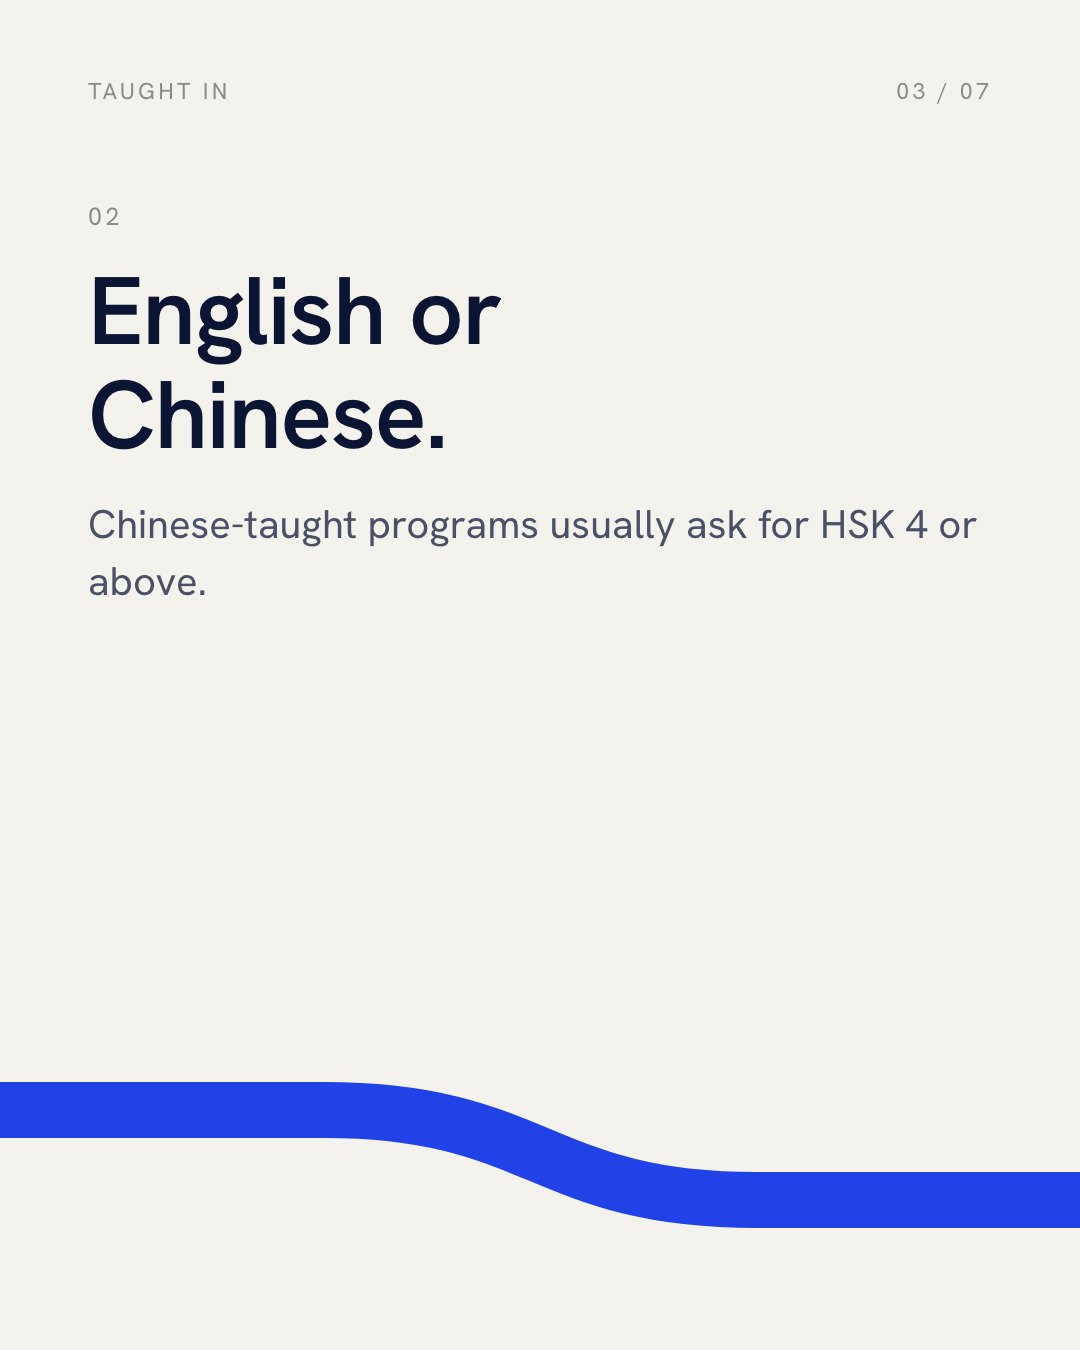 TAUGHT IN
03 / 07
02
English or
Chinese.
Chinese-taught programs usually ask for HSK 4 or
above.